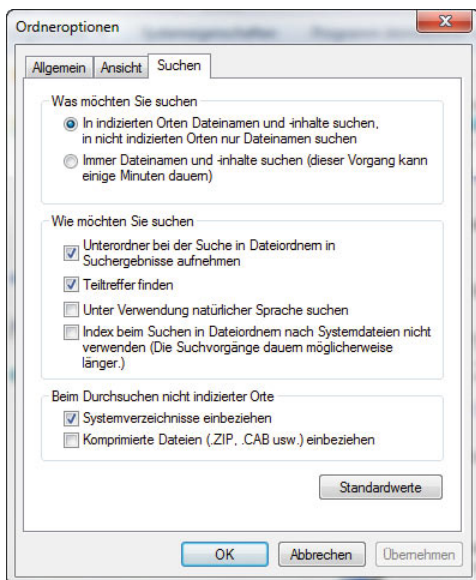 Ordneroptionen
Allgemein Ansicht Suchen
Was möchten Sie suchen
In indizierten Orten Dateinamen und -inhalte suchen,
in nicht indizierten Orten nur Dateinamen suchen
Immer Dateinamen und -inhalte suchen (dieser Vorgang kann
einige Minuten dauern)
Wie möchten Sie suchen
Unterordner bei der Suche in Dateiordnern in
Suchergebnisse aufnehmen
Teiltreffer finden
Unter Verwendung natürlicher Sprache suchen
Index beim Suchen in Dateiordnern nach Systemdateien nicht
verwenden (Die Suchvorgänge dauern möglicherweise
länger.)
Beim Durchsuchen nicht indizierter Orte
Systemverzeichnisse einbeziehen
Komprimierte Dateien (.ZIP, .CAB usw.) einbeziehen
Standardwerte
OK Abbrechen Übernehmen